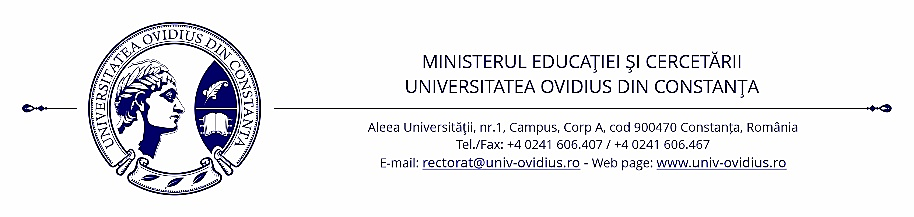 UNIVERSITATEA OVIDIUS DIN CONSTANŢA
MINISTERUL EDUCAŢIEI ŞI CERCETĂRII
UNIVERSITATEA OVIDIUS DIN CONSTANŢA
Aleea Universităţii, nr.1, Campus, Corp A, cod 900470 Constanța, România
Tel./Fax: +4 0241 606.407 / +4 0241 606.467
E-mail: rectorat@univ-ovidius.ro - Web page: www.univ-ovidius.ro